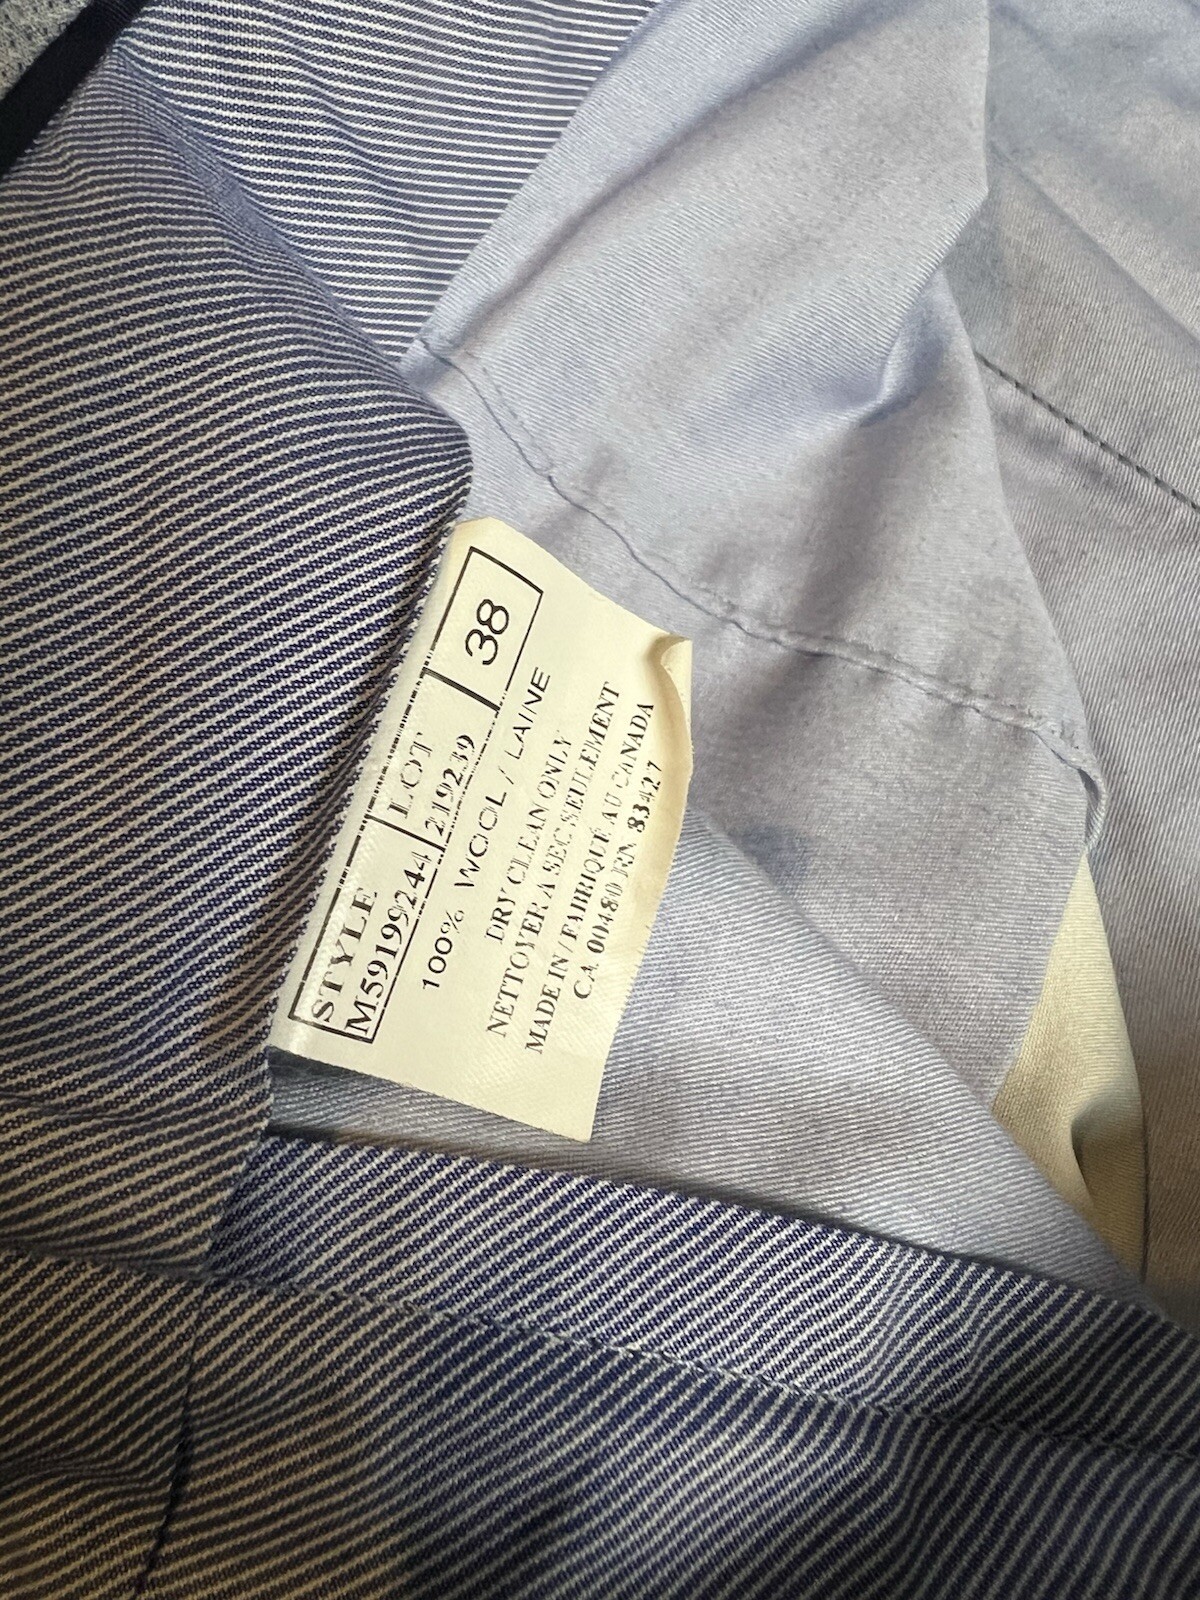 STYLE LOT 38
M59199244 219239
100% WOOL / LAINE
DRY CLEAN ONLY
NETTOYER A SEC SEULEMENT
MADE IN / FABRIQUÉ AU CANADA
CA 00480 RN 83427